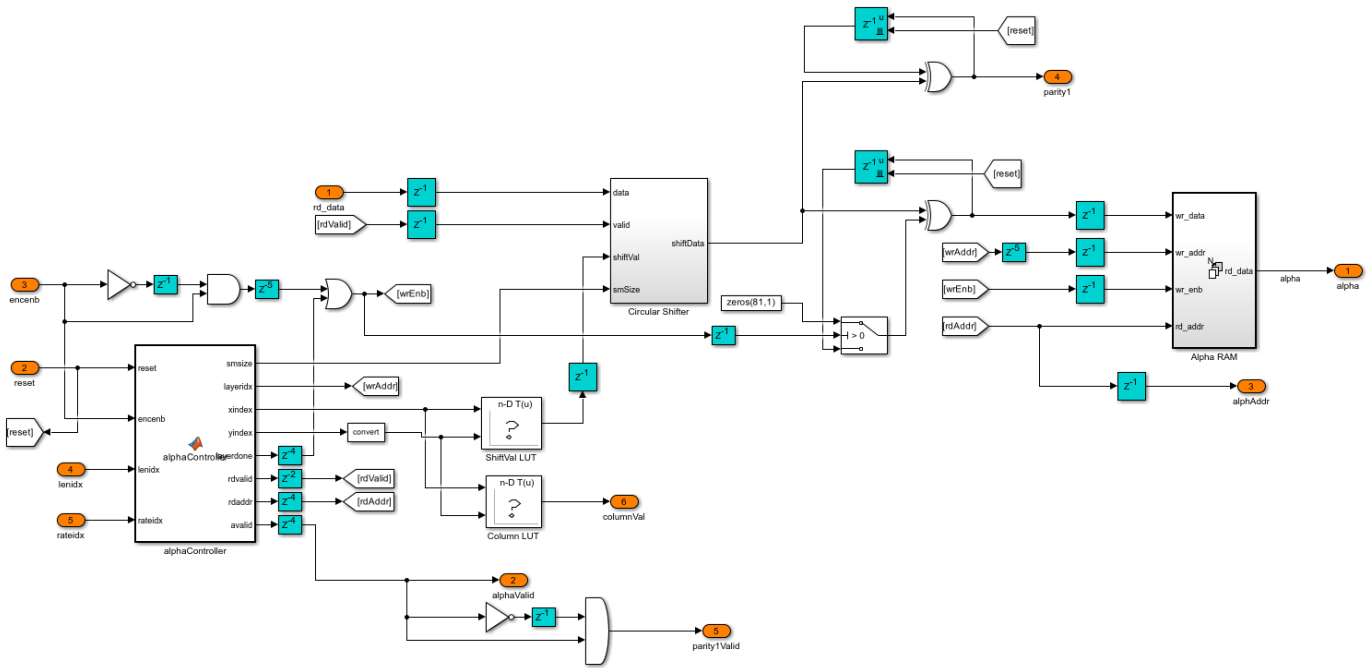 z⁻¹ u
[reset]
4
parity1
z⁻¹ u
[reset]
1
rd_data
z⁻¹
data
[rdValid]
z⁻¹
valid
shiftData
shiftVal
smSize
Circular Shifter
z⁻¹
wr_data
[wrAddr]
z⁻⁵
z⁻¹
wr_addr
N
rd_data
alpha
1
alpha
[wrEnb]
z⁻¹
wr_enb
[rdAddr]
rd_addr
Alpha RAM
z⁻¹
3
alphAddr
3
encenb
z⁻¹
z⁻⁵
[wrEnb]
zeros(81,1)
z⁻¹
> 0
2
reset
[reset]
4
lenidx
5
rateidx
reset
encenb
lenidx
rateidx
alphaController
smsize
layeridx
xindex
yindex
layerdone
rdvalid
rdaddr
avalid
alphaController
[wrAddr]
convert
z⁻⁴
z⁻²
[rdValid]
z⁻⁴
[rdAddr]
z⁻⁴
z⁻¹
n-D T(u)
?
ShiftVal LUT
n-D T(u)
?
Column LUT
6
columnVal
2
alphaValid
z⁻¹
5
parity1Valid